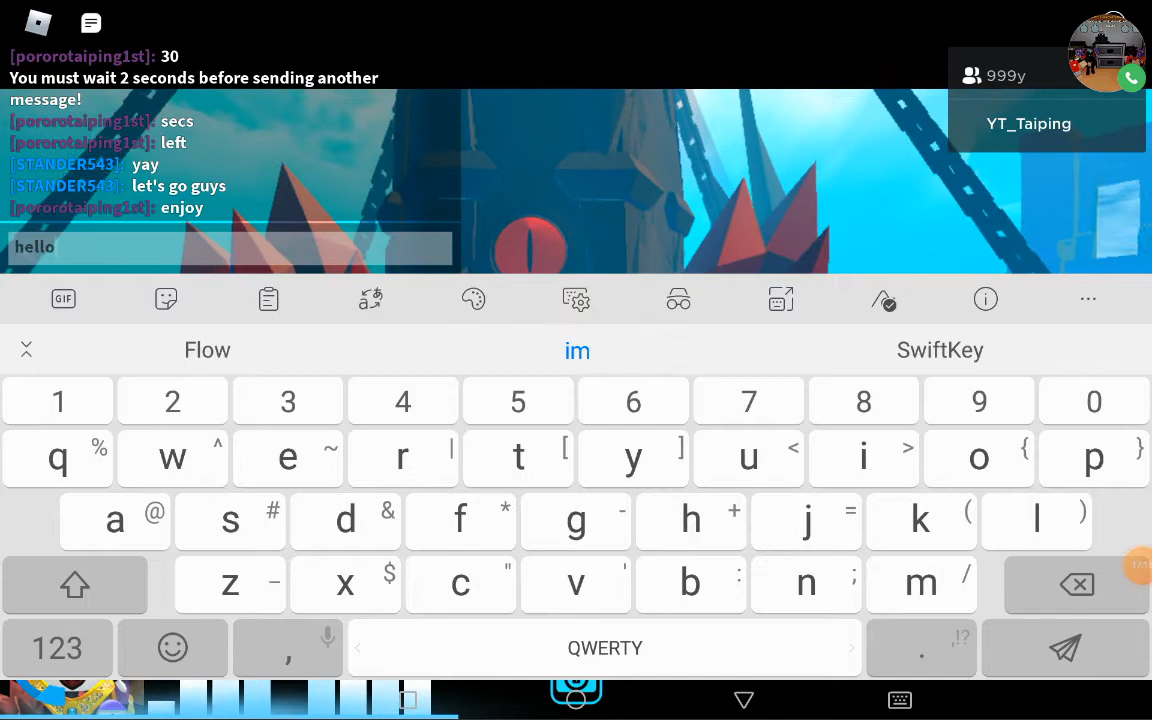 [pororotaiping1st]: 30
You must wait 2 seconds before sending another
message!
[pororotaiping1st]: secs
[pororotaiping1st]: left
[STANDER543]: yay
[STANDER543]: let's go guys
[pororotaiping1st]: enjoy
hello
999y
YT_Taiping
GIF
Flow im SwiftKey
1 2 3 4 5 6 7 8 9 0
q % w ^ e ~ r | t [ y ] u < i > o { p }
a @ s # d & f * g - h + j = k ( l )
z _ x $ c " v ' b : n ; m /
123 , QWERTY . ,!?